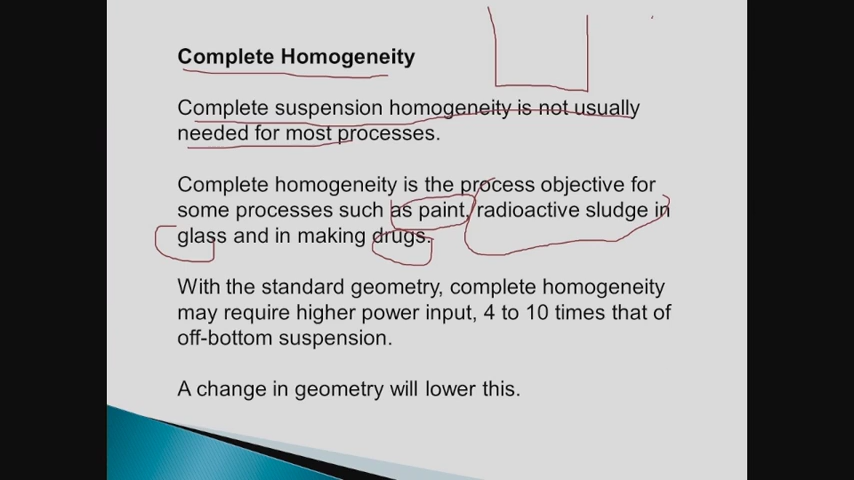 Complete Homogeneity
Complete suspension homogeneity is not usually
needed for most processes.
Complete homogeneity is the process objective for
some processes such as paint, radioactive sludge in
glass and in making drugs.
With the standard geometry, complete homogeneity
may require higher power input, 4 to 10 times that of
off-bottom suspension.
A change in geometry will lower this.